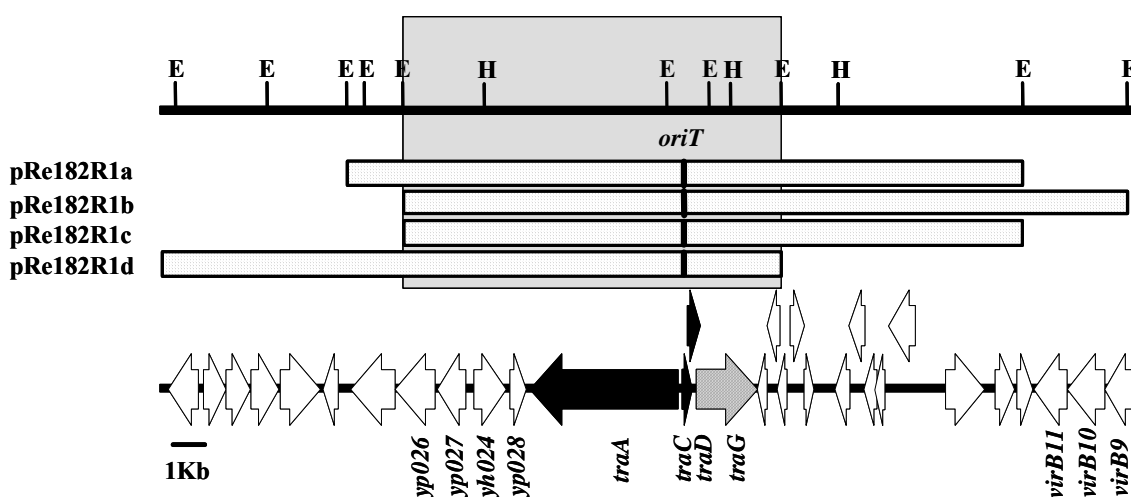 E E E E E H E E H E H E E
oriT
pRe182R1a
pRe182R1b
pRe182R1c
pRe182R1d
1Kb
yp026
yp027
yh024
yp028
traA
traC
traD
traG
virB11
virB10
virB9